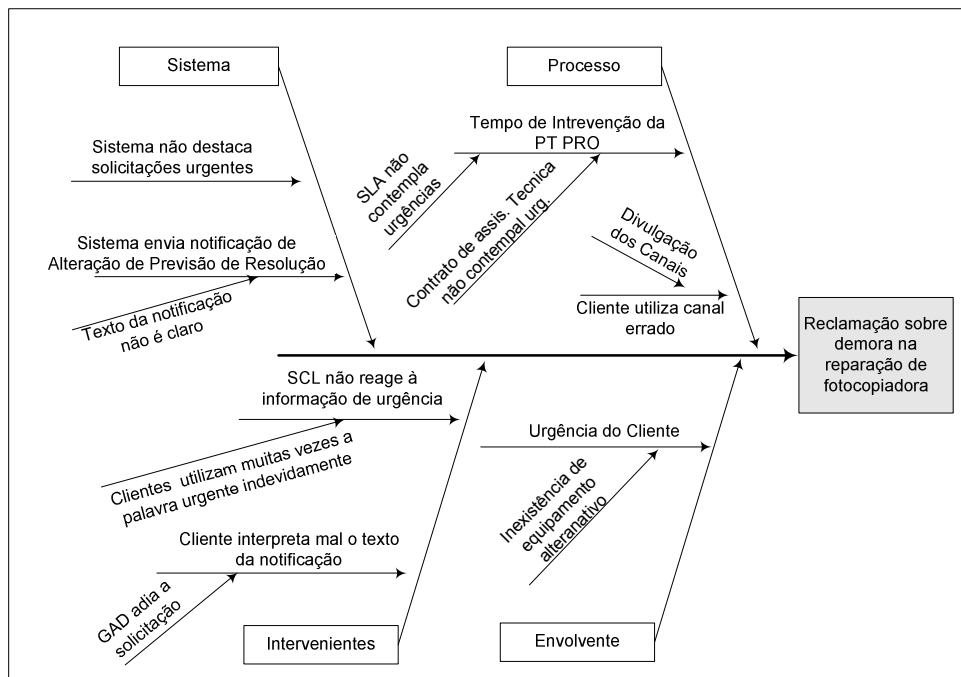 Sistema
Processo
Sistema não destaca
solicitações urgentes
Sistema envia notificação de
Alteração de Previsão de Resolução
Texto da notificação
não é claro
Tempo de Intrevenção da
PT PRO
SLA não
contempla
urgências
Contrato de assis. Tecnica
não contempal urg.
Divulgação
dos Canais
Cliente utiliza canal
errado
Reclamação sobre
demora na
reparação de
fotocopiadora
SCL não reage à
informação de urgência
Clientes utilizam muitas vezes a
palavra urgente indevidamente
Cliente interpreta mal o texto
da notificação
GAD adia a
solicitação
Urgência do Cliente
Inexistência de
equipamento
alteranativo
Intervenientes
Envolvente